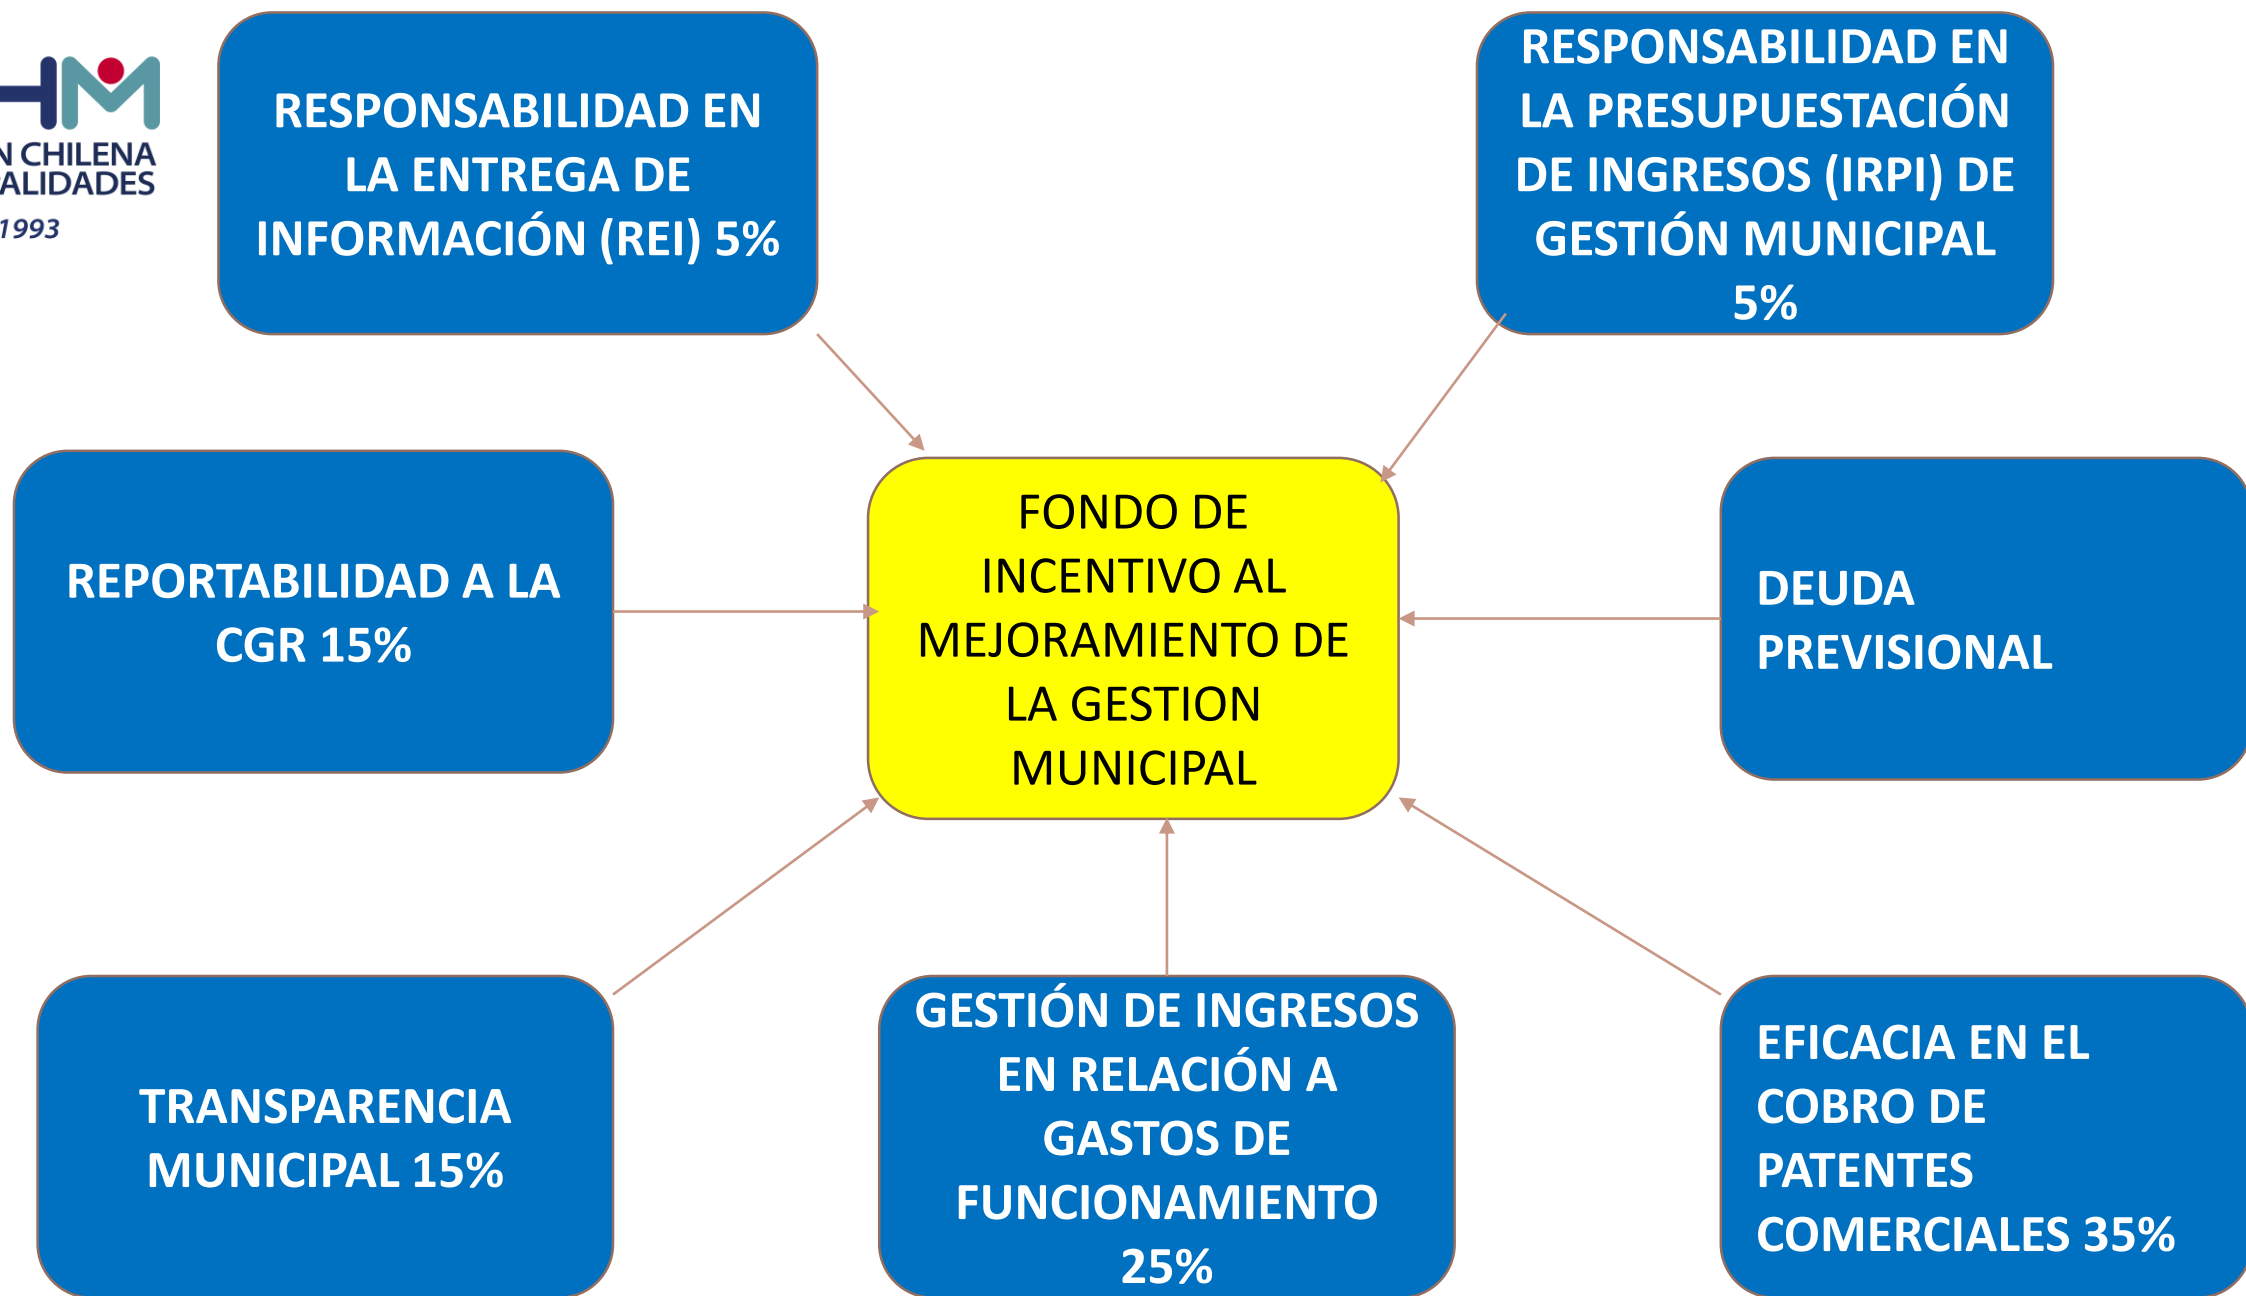 N CHILENA
PALIDADES
1993
RESPONSABILIDAD EN
LA ENTREGA DE
INFORMACIÓN (REI) 5%
RESPONSABILIDAD EN
LA PRESUPUESTACIÓN
DE INGRESOS (IRPI) DE
GESTIÓN MUNICIPAL
5%
REPORTABILIDAD A LA
CGR 15%
FONDO DE
INCENTIVO AL
MEJORAMIENTO DE
LA GESTION
MUNICIPAL
DEUDA
PREVISIONAL
TRANSPARENCIA
MUNICIPAL 15%
GESTIÓN DE INGRESOS
EN RELACIÓN A
GASTOS DE
FUNCIONAMIENTO
25%
EFICACIA EN EL
COBRO DE
PATENTES
COMERCIALES 35%